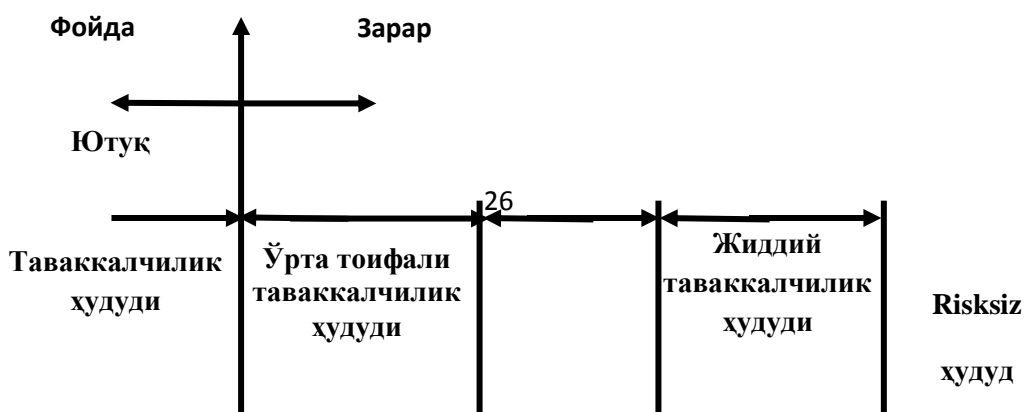 Фойда
Зарар
Ютуқ
26
Таваккалчилик
ҳудуди
Ўрта тоифали
таваккалчилик
ҳудуди
Жиддий
таваккалчилик
ҳудуди
Risksiz
ҳудуд